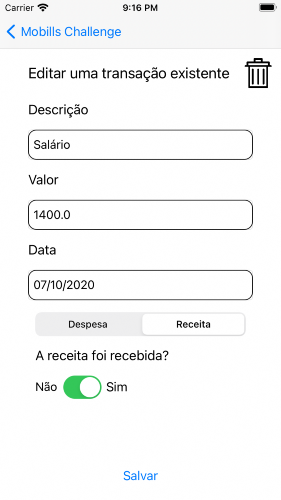 Carrier 9:16 PM
Mobills Challenge
Editar uma transação existente
Descrição
Salário
Valor
1400.0
Data
07/10/2020
Despesa Receita
A receita foi recebida?
Não Sim
Salvar